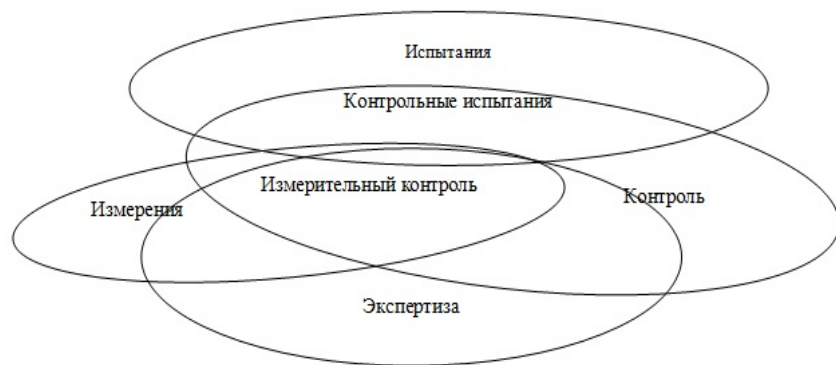 Испытания
Контрольные испытания
Измерительный контроль
Измерения
Контроль
Экспертиза